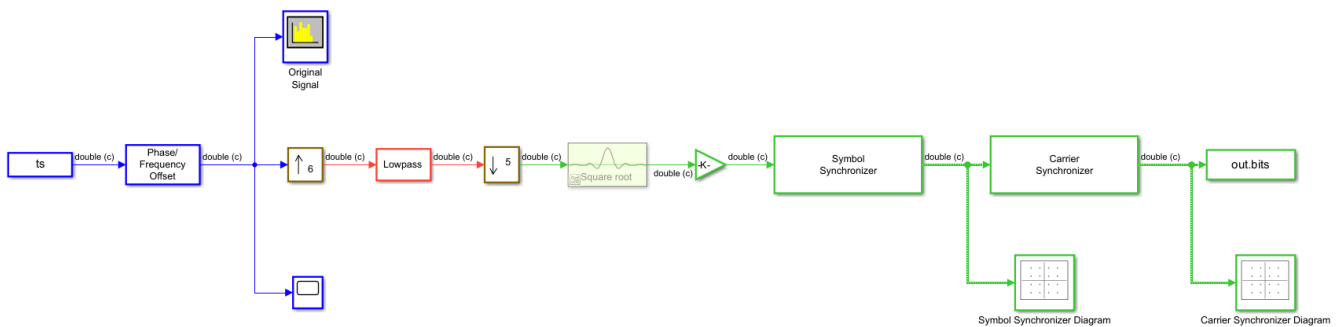 Original
Signal
ts
double (c)
Phase/
Frequency
Offset
double (c)
6
double (c)
Lowpass
double (c)
5
double (c)
Square root
double (c)
-K-
double (c)
Symbol
Synchronizer
double (c)
Carrier
Synchronizer
double (c)
out.bits
Symbol Synchronizer Diagram
Carrier Synchronizer Diagram